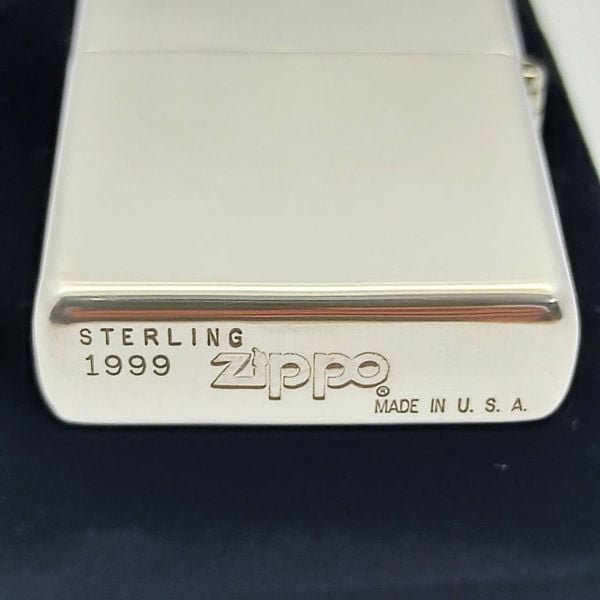 STERLING
1999 Zippo®
MADE IN U. S. A.